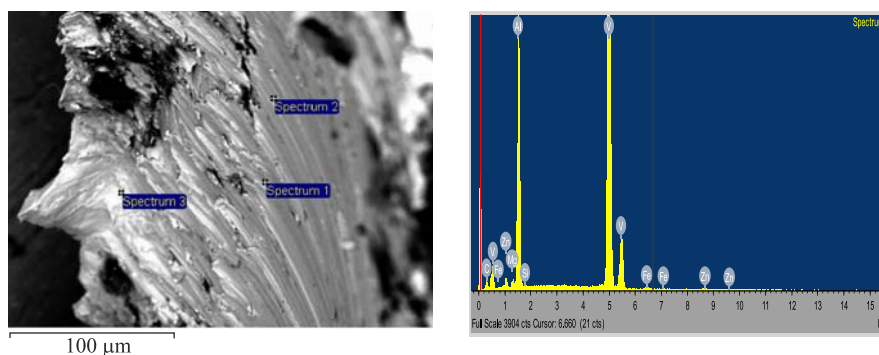 Spectrum 2
Spectrum 1
Spectrum 3
100 μm
Spectru
Al
V
V
V
Zn
Mg
C
Fe
Si
Fe
Fe
Zn
Zn
0 1 2 3 4 5 6 7 8 9 10 11 12 13 14 15
Full Scale 3904 cts Cursor: 6.660 (21 cts)